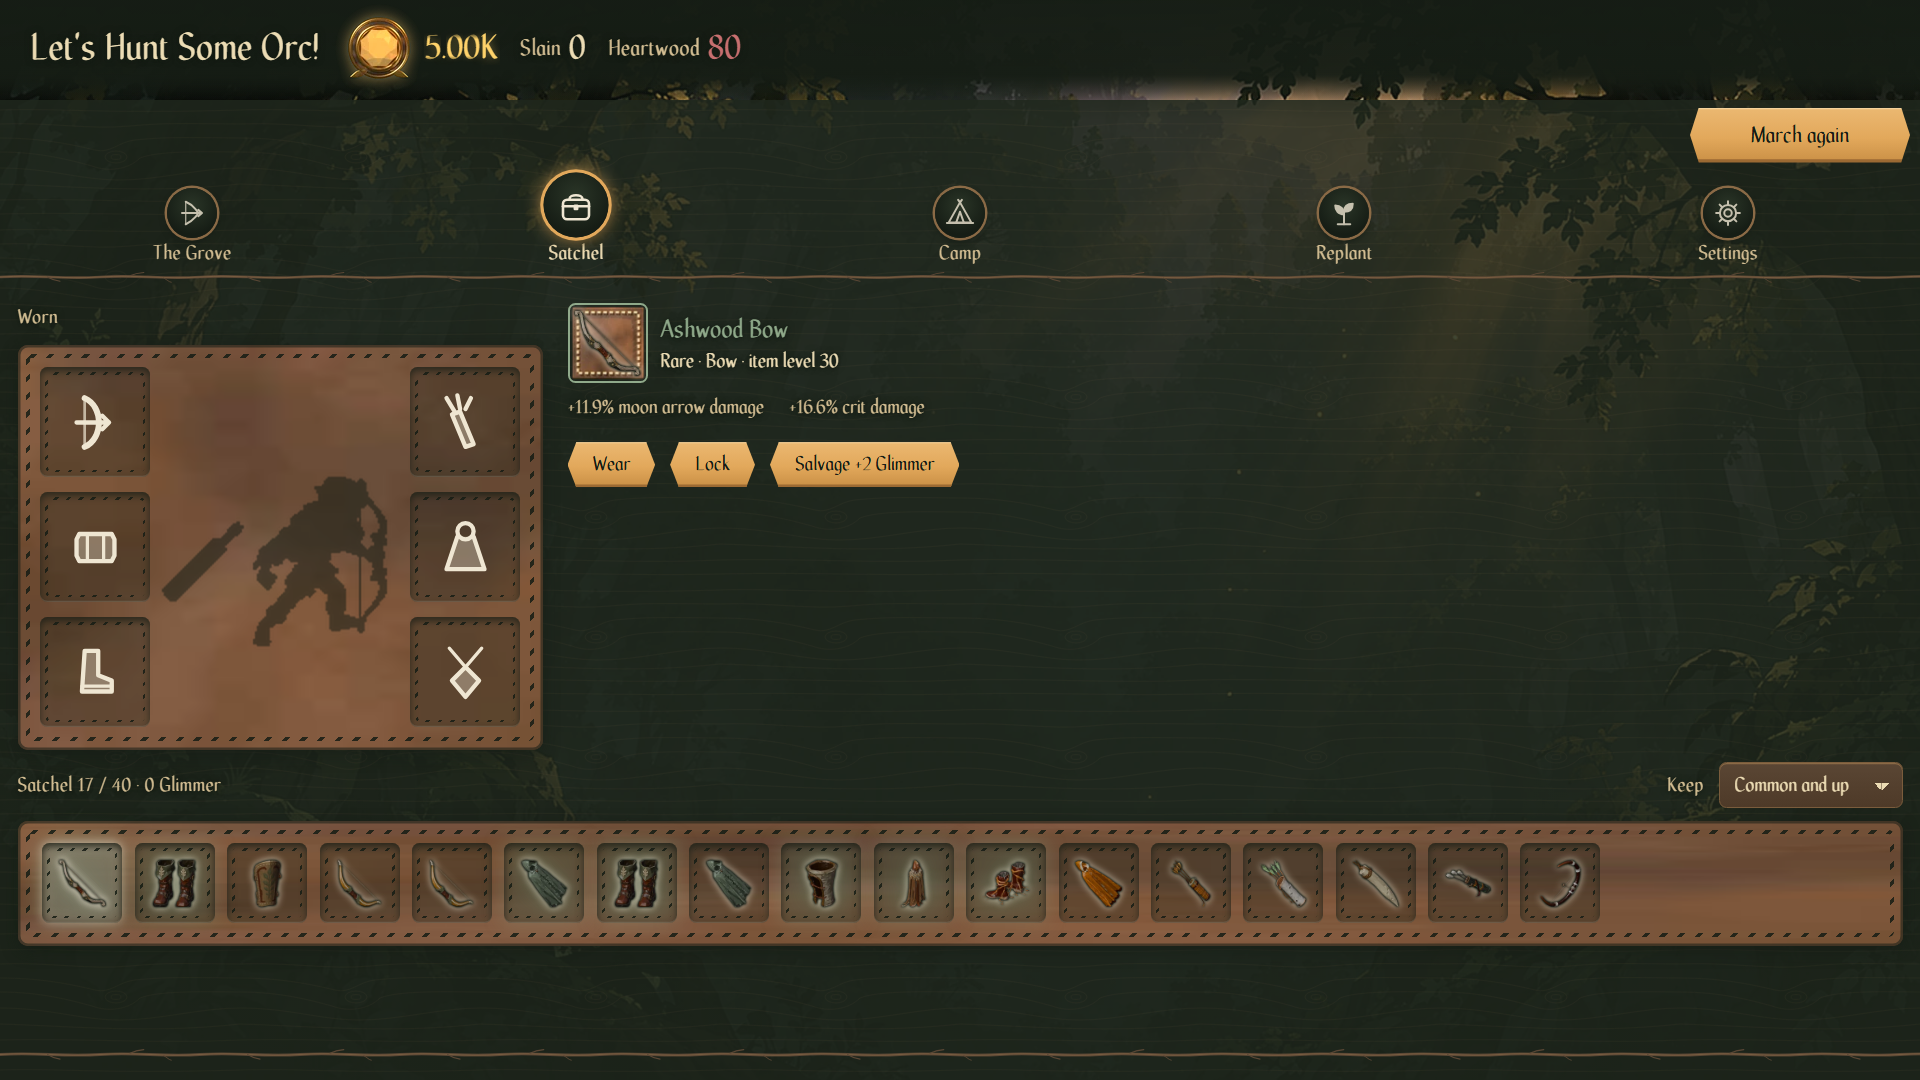 Let's Hunt Some Orc!
5.00K
Slain 0
Heartwood 80
March again
The Grove
Satchel
Camp
Replant
Settings
Worn
Ashwood Bow
Rare · Bow · item level 30
+11.9% moon arrow damage
+16.6% crit damage
Wear
Lock
Salvage +2 Glimmer
Satchel 17 / 40 · 0 Glimmer
Keep
Common and up